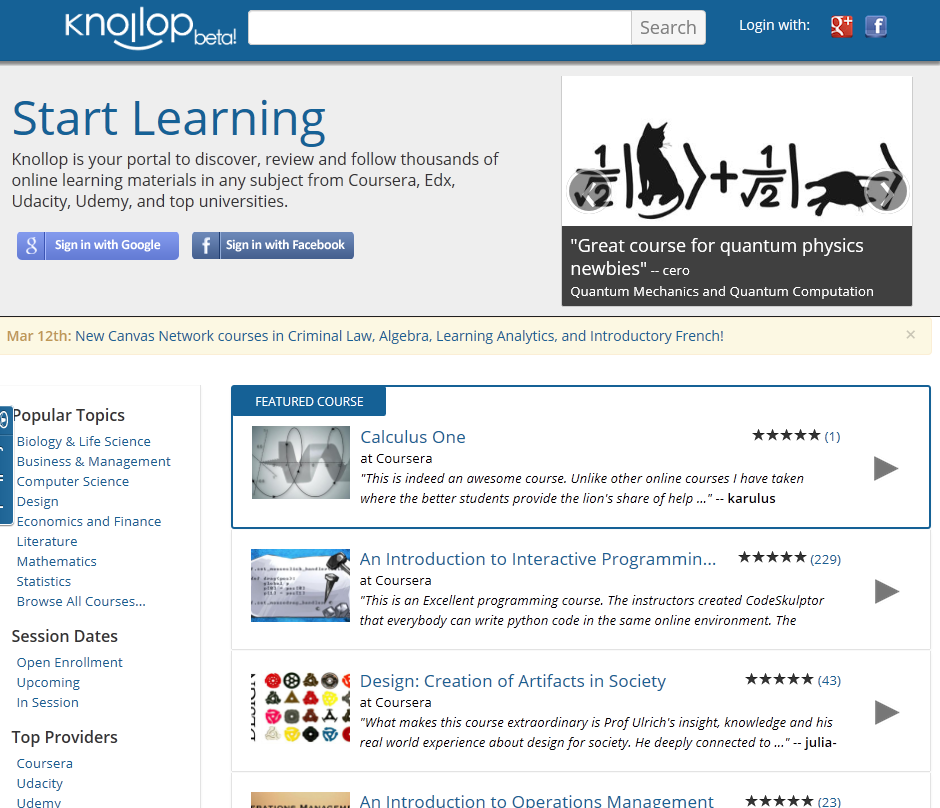 knollop beta!
Search
Login with:
g+
f
Start Learning
Knollop is your portal to discover, review and follow thousands of
online learning materials in any subject from Coursera, Edx,
Udacity, Udemy, and top universities.
g Sign in with Google
f Sign in with Facebook
1/√2 | ⟩ + 1/√2 | ⟩
"Great course for quantum physics
newbies" -- cero
Quantum Mechanics and Quantum Computation
Mar 12th: New Canvas Network courses in Criminal Law, Algebra, Learning Analytics, and Introductory French!
×
Popular Topics
Biology & Life Science
Business & Management
Computer Science
Design
Economics and Finance
Literature
Mathematics
Statistics
Browse All Courses...
Session Dates
Open Enrollment
Upcoming
In Session
Top Providers
Coursera
Udacity
Udemy
FEATURED COURSE
Calculus One
★★★★★ (1)
at Coursera
"This is indeed an awesome course. Unlike other online courses I have taken
where the better students provide the lion's share of help ..." -- karulus
An Introduction to Interactive Programmin...
★★★★★ (229)
at Coursera
"This is an Excellent programming course. The instructors created CodeSkulptor
that everybody can write python code in the same online environment. The
DESIGN
Design: Creation of Artifacts in Society
★★★★★ (43)
at Coursera
"What makes this course extraordinary is Prof Ulrich's insight, knowledge and his
real world experience about design for society. He deeply connected to ..." -- julia-
An Introduction to Operations Management
★★★★★ (23)